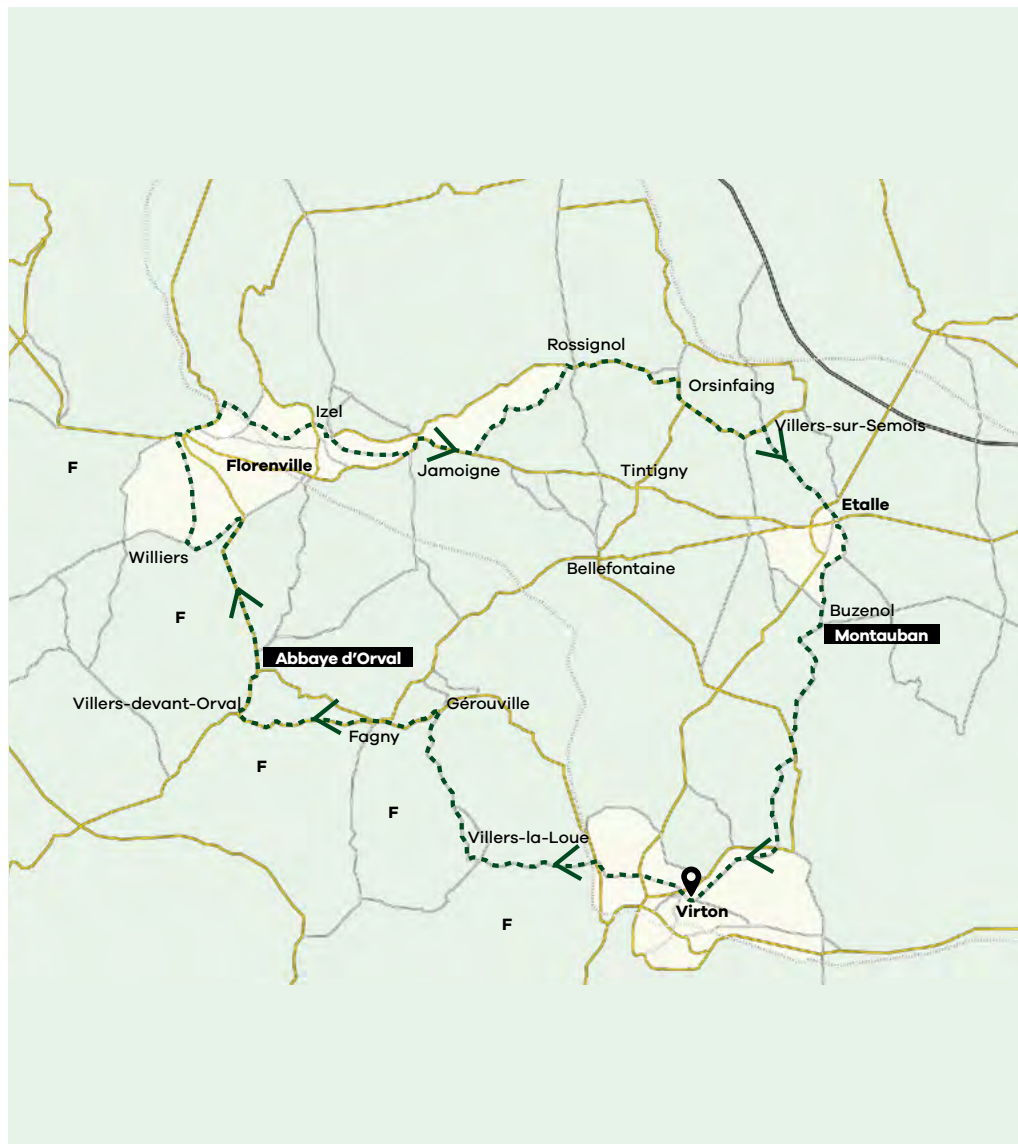 Rossignol
Orsinfaing
Izel
Villers-sur-Semois
F
Florenville
Jamoigne
Tintigny
Etalle
Williers
Bellefontaine
F
Buzenol
Montauban
Abbaye d'Orval
Villers-devant-Orval
Gérouville
Fagny
F
F
Villers-la-Loue
Virton
F